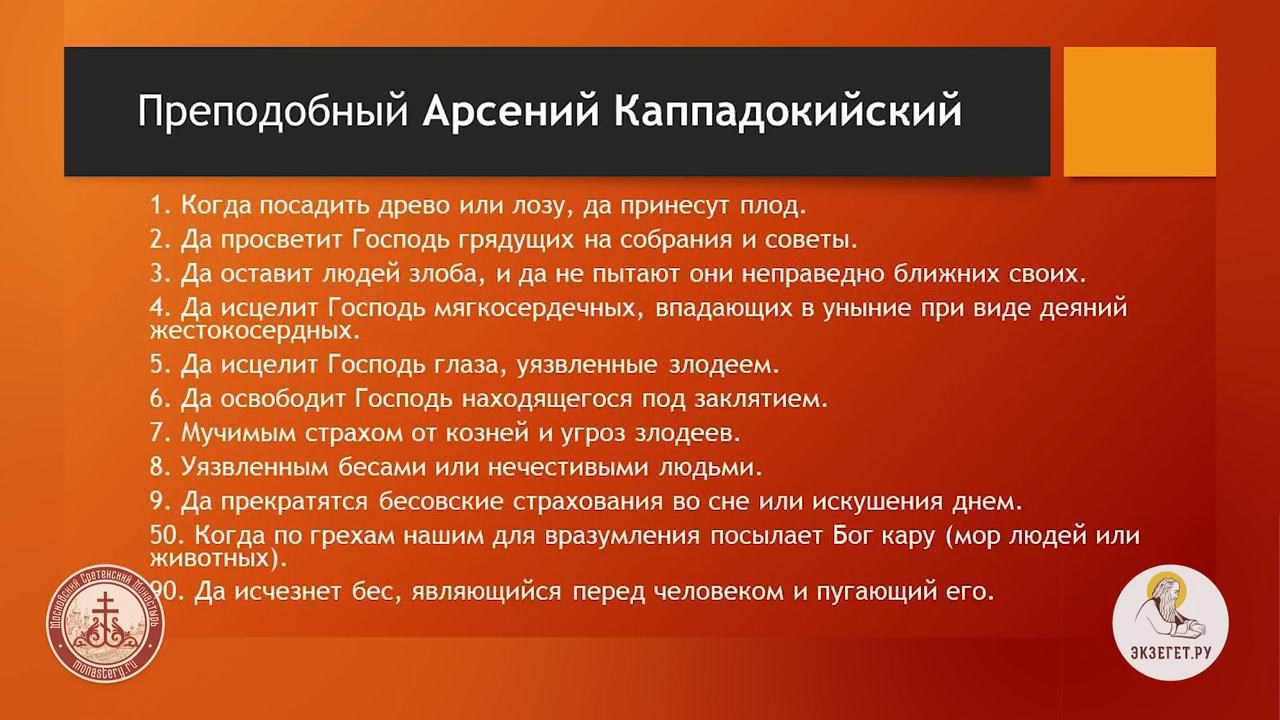 Преподобный Арсений Каппадокийский
1. Когда посадить древо или лозу, да принесут плод.
2. Да просветит Господь грядущих на собрания и советы.
3. Да оставит людей злоба, и да не пытают они неправедно ближних своих.
4. Да исцелит Господь мягкосердечных, впадающих в уныние при виде деяний
жестокосердных.
5. Да исцелит Господь глаза, уязвленные злодеем.
6. Да освободит Господь находящегося под заклятием.
7. Мучимым страхом от козней и угроз злодеев.
8. Уязвленным бесами или нечестивыми людьми.
9. Да прекратятся бесовские страхования во сне или искушения днем.
50. Когда по грехам нашим для вразумления посылает Бог кару (мор людей или
животных).
90. Да исчезнет бес, являющийся перед человеком и пугающий его.
Московский Сретенский Монастырь
monastery.ru
ЭКЗЕГЕТ.РУ